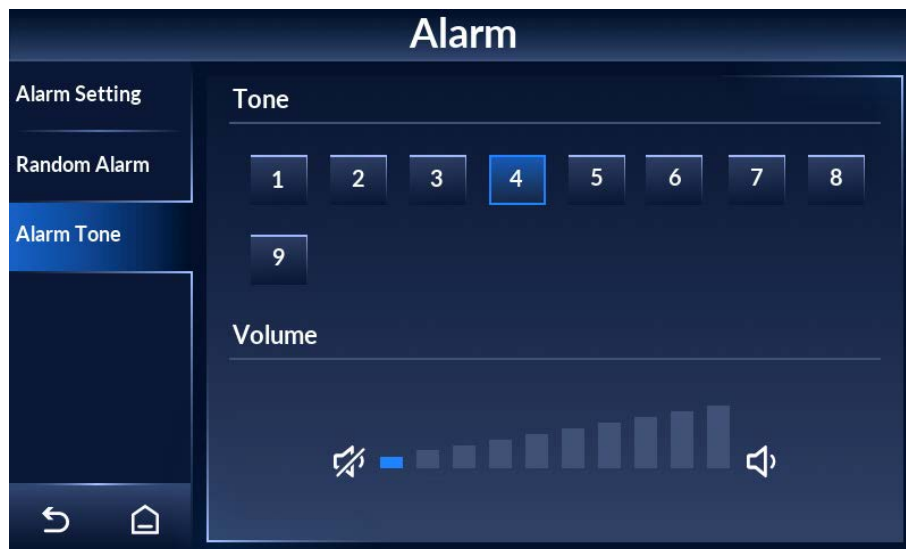 Alarm
Alarm Setting
Random Alarm
Alarm Tone
Tone
1 2 3 4 5 6 7 8
9
Volume